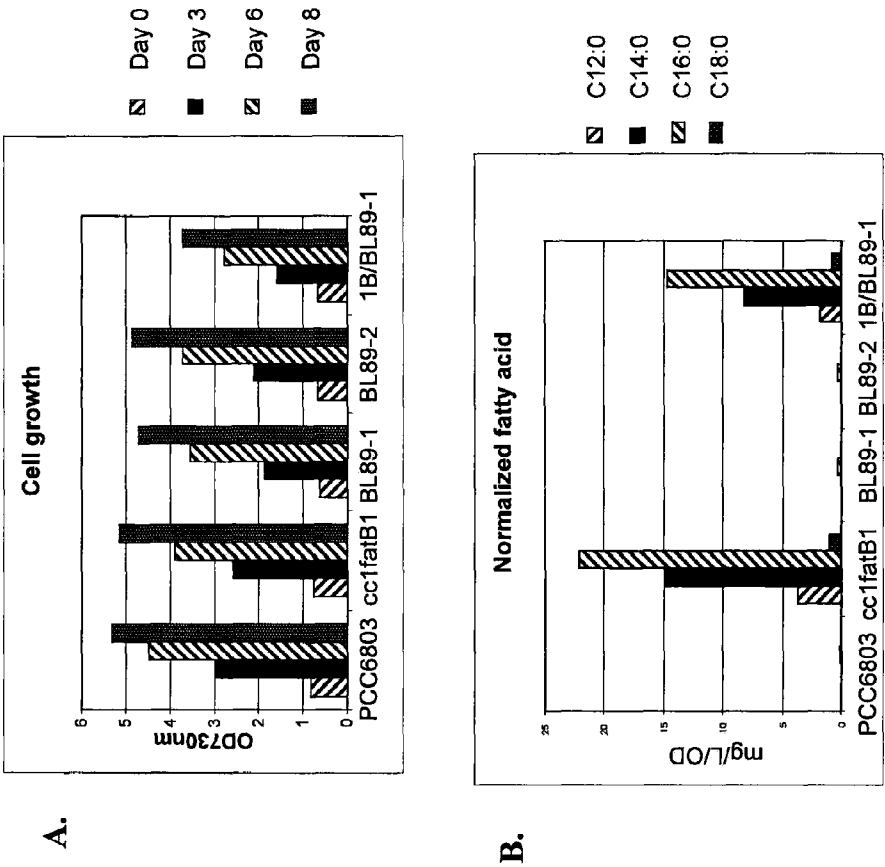 A.
Cell growth
OD730nm
6
5
4
3
2
1
0
PCC6803 cc1fatB1 BL89-1 BL89-2 1B/BL89-1
Day 0
Day 3
Day 6
Day 8
B.
Normalized fatty acid
mg/L/OD
25
20
15
10
5
0
PCC6803 cc1fatB1 BL89-1 BL89-2 1B/BL89-1
C12:0
C14:0
C16:0
C18:0